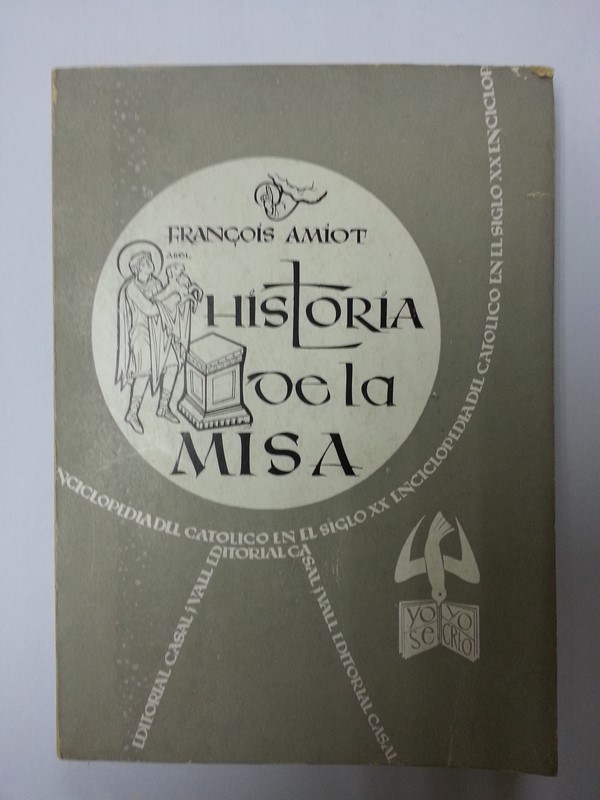 FRANÇOIS AMIOT
ABEL
HISTORIA
de la
MISA
ENCICLOPEDIA DEL CATOLICO EN EL SIGLO XX ENCICLOPEDIA DEL CATOLICO EN EL SIGLO XX ENCICLOP
EDITORIAL CASAL i VALL EDITORIAL CASAL i VALL EDITORIAL CASAL
YO SE
YO CREO